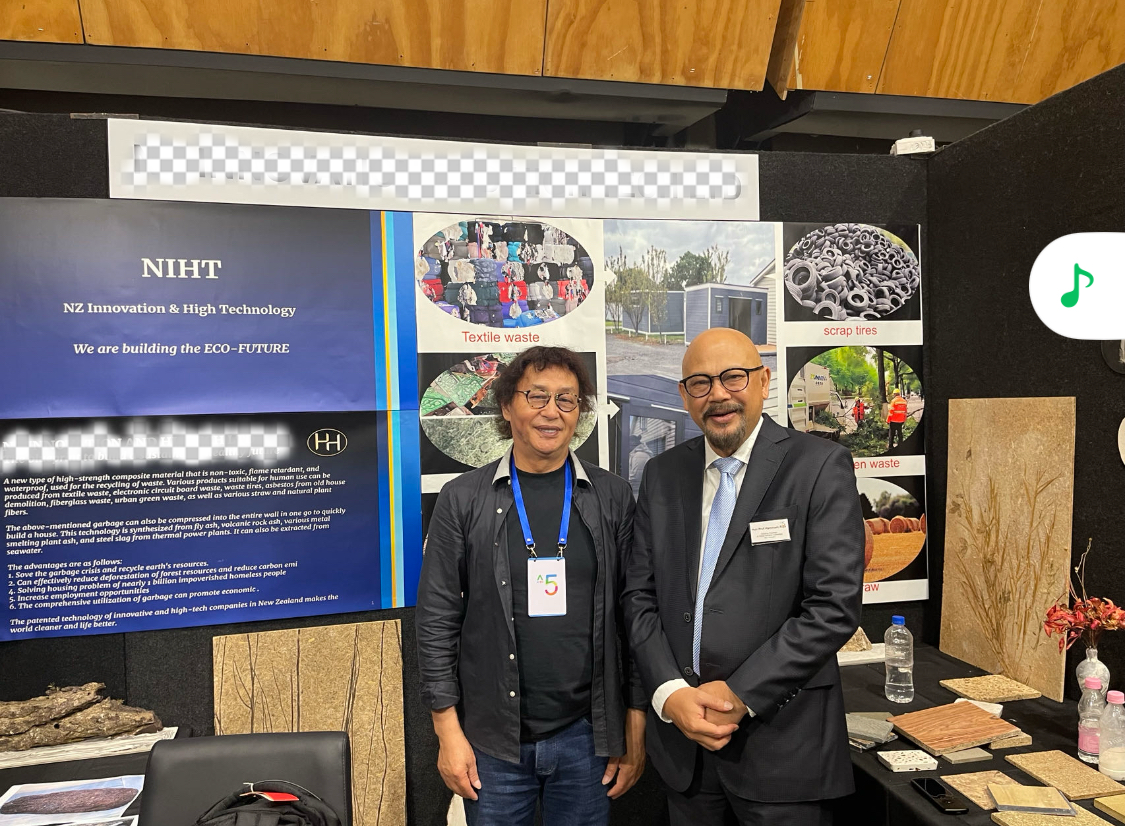 NIHT
NZ Innovation & High Technology
We are building the ECO-FUTURE
HH
A new type of high-strength composite material that is non-toxic, flame retardant, and
waterproof, used for the recycling of waste. Various products suitable for human use can be
produced from textile waste, electronic circuit board waste, waste tires, asbestos from old house
demolition, fiberglass waste, urban green waste, as well as various straw and natural plant
fibers.
The above-mentioned garbage can also be compressed into the entire wall in one go to quickly
build a house. This technology is synthesized from fly ash, volcanic rock ash, various metal
smelting plant ash, and steel slag from thermal power plants. It can also be extracted from
seawater.
The advantages are as follows:
1. Sove the garbage crisis and recycle earth's resources.
2. Can effectively reduce deforestation of forest resources and reduce carbon emi
3. Solving housing problem of nearly 1 billion impoverished homeless people
4. Increase employment opportunities
5. The comprehensive utilization of garbage can promote economic .
The patented technology of innovative and high-tech companies in New Zealand makes the
world cleaner and life better.
Textile waste
scrap tires
en waste
aw
5